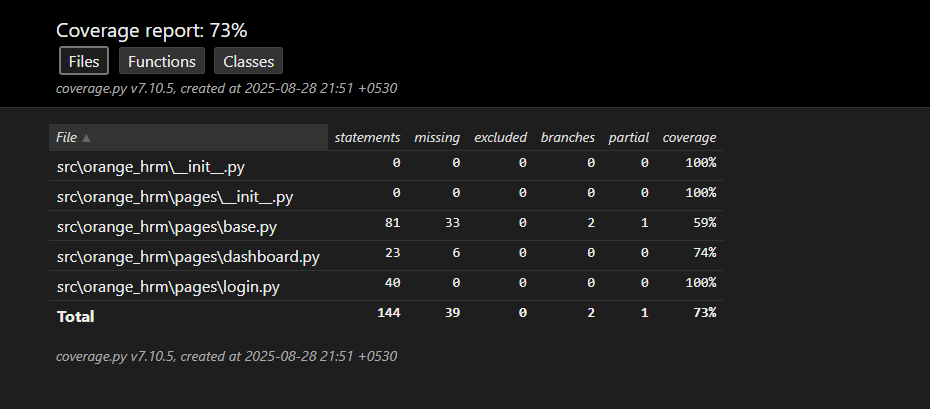 Coverage report: 73%
Files Functions Classes
coverage.py v7.10.5, created at 2025-08-28 21:51 +0530
File ▲ statements missing excluded branches partial coverage
src\orange_hrm\__init__.py 0 0 0 0 0 100%
src\orange_hrm\pages\__init__.py 0 0 0 0 0 100%
src\orange_hrm\pages\base.py 81 33 0 2 1 59%
src\orange_hrm\pages\dashboard.py 23 6 0 0 0 74%
src\orange_hrm\pages\login.py 40 0 0 0 0 100%
Total 144 39 0 2 1 73%
coverage.py v7.10.5, created at 2025-08-28 21:51 +0530